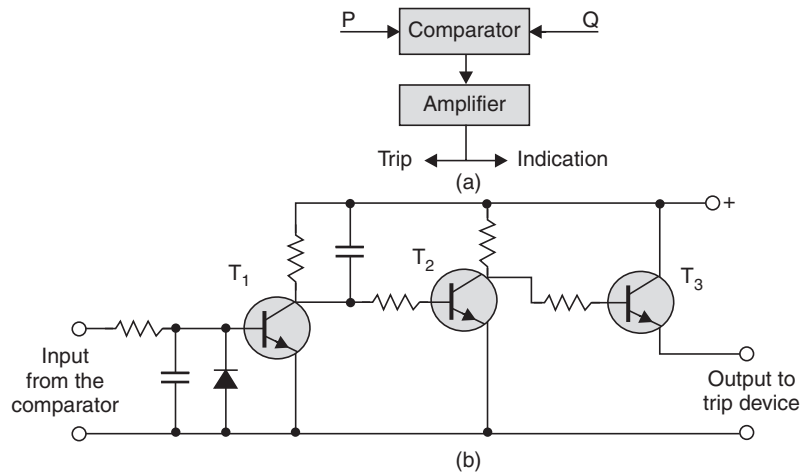 P
Comparator
Q
Amplifier
Trip
Indication
(a)
+
T1
T2
T3
Input
from the
comparator
Output to
trip device
(b)